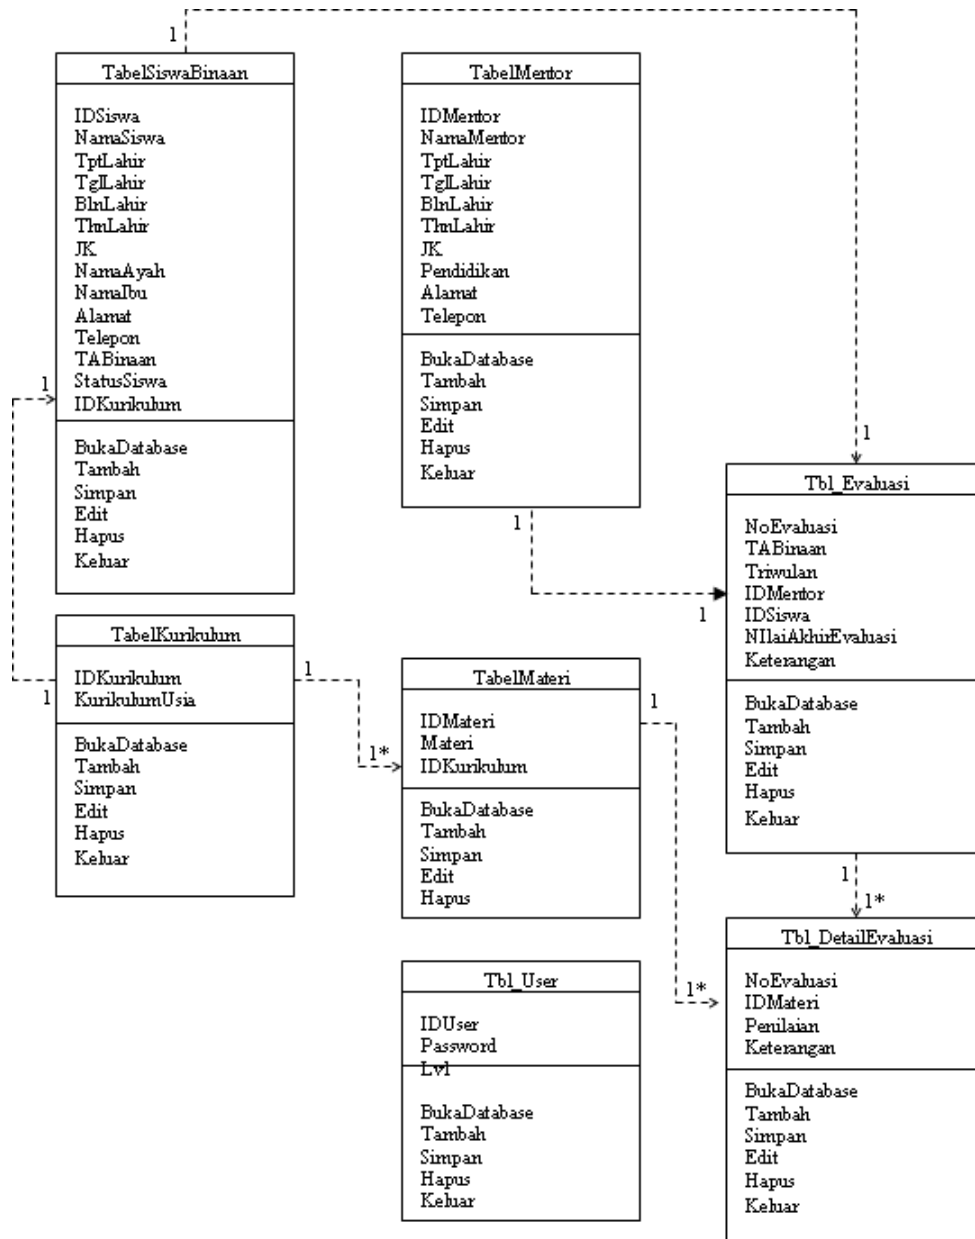 1
TabelSiswaBinaan
IDSiswa
NamaSiswa
TptLahir
TglLahir
BlnLahir
ThnLahir
JK
NamaAyah
NamaIbu
Alamat
Telepon
TABinaan
StatusSiswa
IDKurikulum
BukaDatabase
Tambah
Simpan
Edit
Hapus
Keluar
1
TabelMentor
IDMentor
NamaMentor
TptLahir
TglLahir
BlnLahir
ThnLahir
JK
Pendidikan
Alamat
Telepon
BukaDatabase
Tambah
Simpan
Edit
Hapus
Keluar
1
1
1
Tbl_Evaluasi
NoEvaluasi
TABinaan
Triwulan
IDMentor
IDSiswa
NIlaiAkhirEvaluasi
Keterangan
BukaDatabase
Tambah
Simpan
Edit
Hapus
Keluar
1
1*
TabelKurikulum
IDKurikulum
KurikulumUsia
BukaDatabase
Tambah
Simpan
Edit
Hapus
Keluar
1
1
1*
TabelMateri
IDMateri
Materi
IDKurikulum
BukaDatabase
Tambah
Simpan
Edit
Hapus
1
1*
Tbl_User
IDUser
Password
Lvl
BukaDatabase
Tambah
Simpan
Hapus
Keluar
Tbl_DetailEvaluasi
NoEvaluasi
IDMateri
Penilaian
Keterangan
BukaDatabase
Tambah
Simpan
Edit
Hapus
Keluar